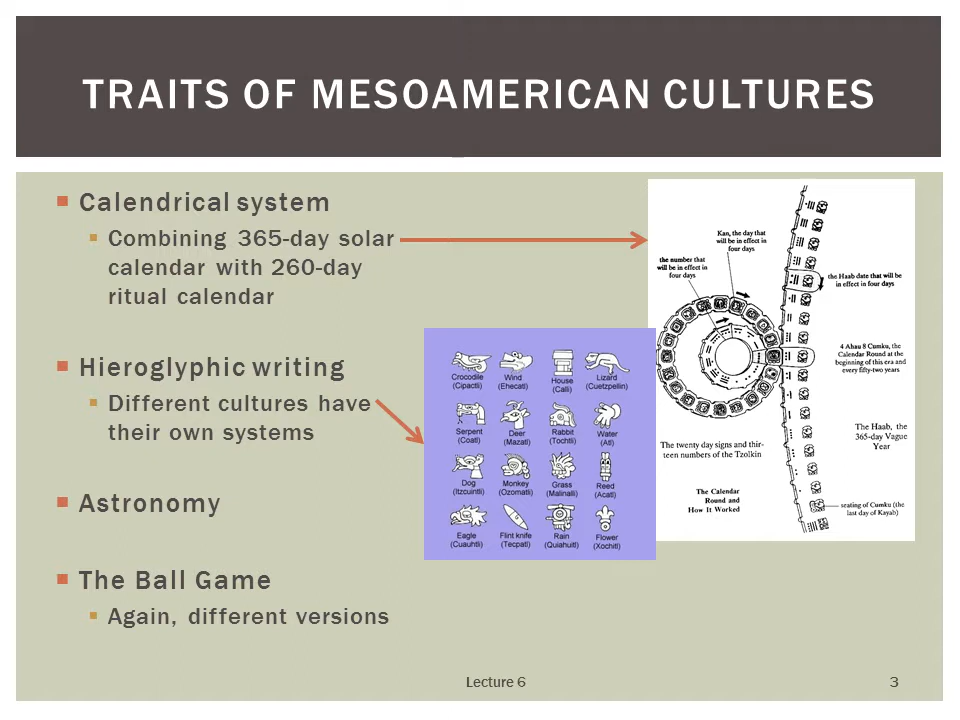 TRAITS OF MESOAMERICAN CULTURES
Calendrical system
Combining 365-day solar
calendar with 260-day
ritual calendar
Hieroglyphic writing
Different cultures have
their own systems
Astronomy
The Ball Game
Again, different versions
Crocodile
(Cipactli)
Wind
(Ehecatl)
House
(Calli)
Lizard
(Cuetzpellin)
Serpent
(Coatl)
Deer
(Mazatl)
Rabbit
(Tochtli)
Water
(Atl)
Dog
(Itzcuintli)
Monkey
(Ozomatli)
Grass
(Malinalli)
Reed
(Acatl)
Eagle
(Cuauhtli)
Flint knife
(Tecpatl)
Rain
(Quiahuitl)
Flower
(Xochitl)
Kan, the day that
will be in effect in
four days
the number that
will be in effect in
four days
the Haab date that will be
in effect in four days
4 Ahau 8 Cumku, the
Calendar Round at the
beginning of this era and
every fifty-two years
The Haab, the
365-day Vague
Year
The twenty day signs and thir-
teen numbers of the Tzolkin
The Calendar
Round and
How It Worked
seating of Cumku (the
last day of Kayab)
Lecture 6
3